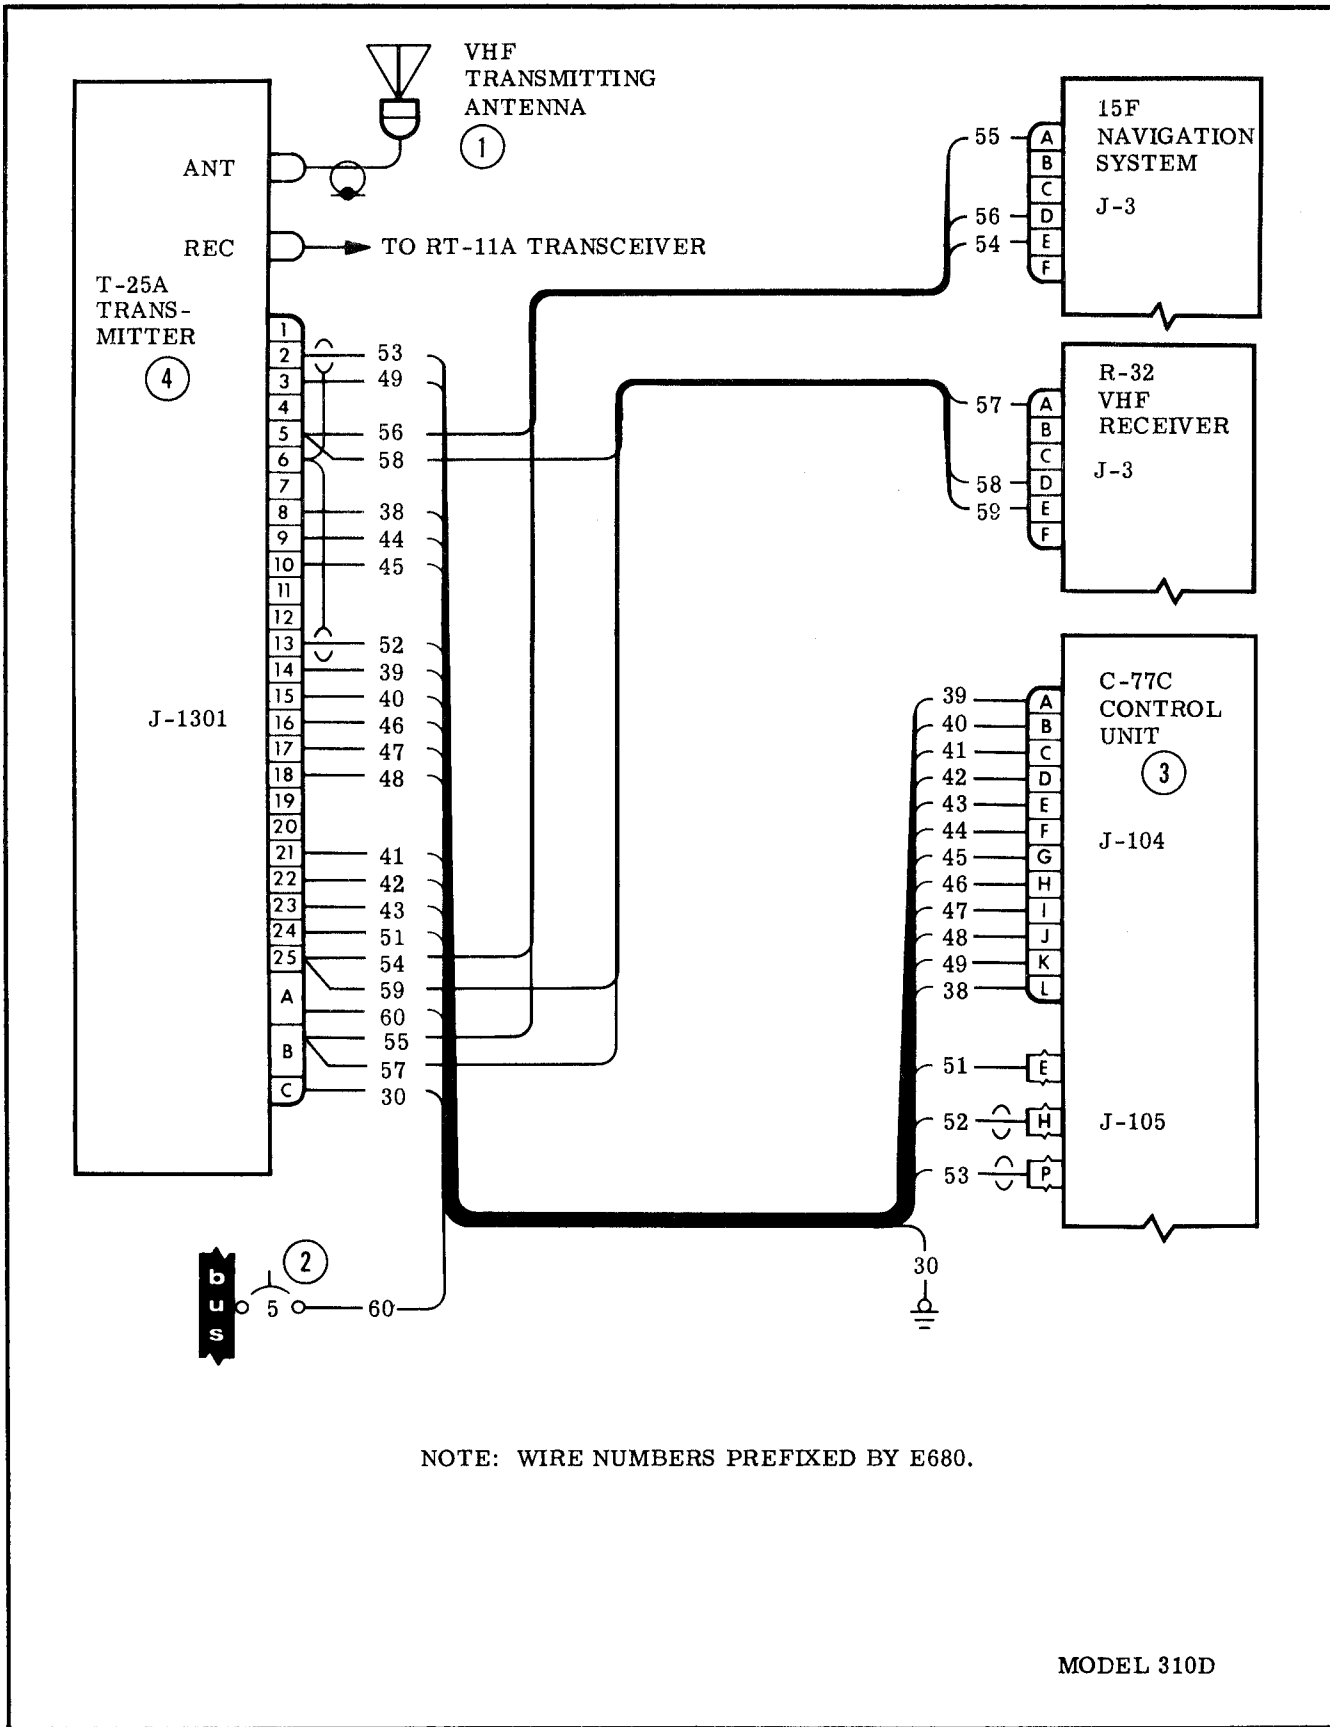 VHF
TRANSMITTING
ANTENNA
1
ANT
REC
TO RT-11A TRANSCEIVER
T-25A
TRANS-
MITTER
4
J-1301
1
2 53
3 49
4
5 56
6 58
7
8 38
9 44
10 45
11
12
13 52
14 39
15 40
16 46
17 47
18 48
19
20
21 41
22 42
23 43
24 51
25 54
59
A
60
55
B
57
C 30
15F
NAVIGATION
SYSTEM
J-3
55 A
B
C
56 D
54 E
F
R-32
VHF
RECEIVER
J-3
57 A
B
C
58 D
59 E
F
C-77C
CONTROL
UNIT
3
J-104
39 A
40 B
41 C
42 D
43 E
44 F
45 G
46 H
47 I
48 J
49 K
38 L
51 E
52 H
J-105
53 P
30
2
bus
5
60
NOTE: WIRE NUMBERS PREFIXED BY E680.
MODEL 310D